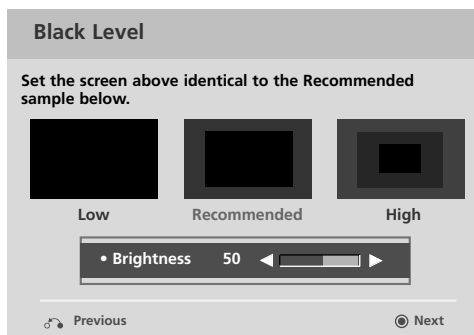 Black Level
Set the screen above identical to the Recommended
sample below.
Low Recommended High
• Brightness 50 ◀ ▶
Previous Next